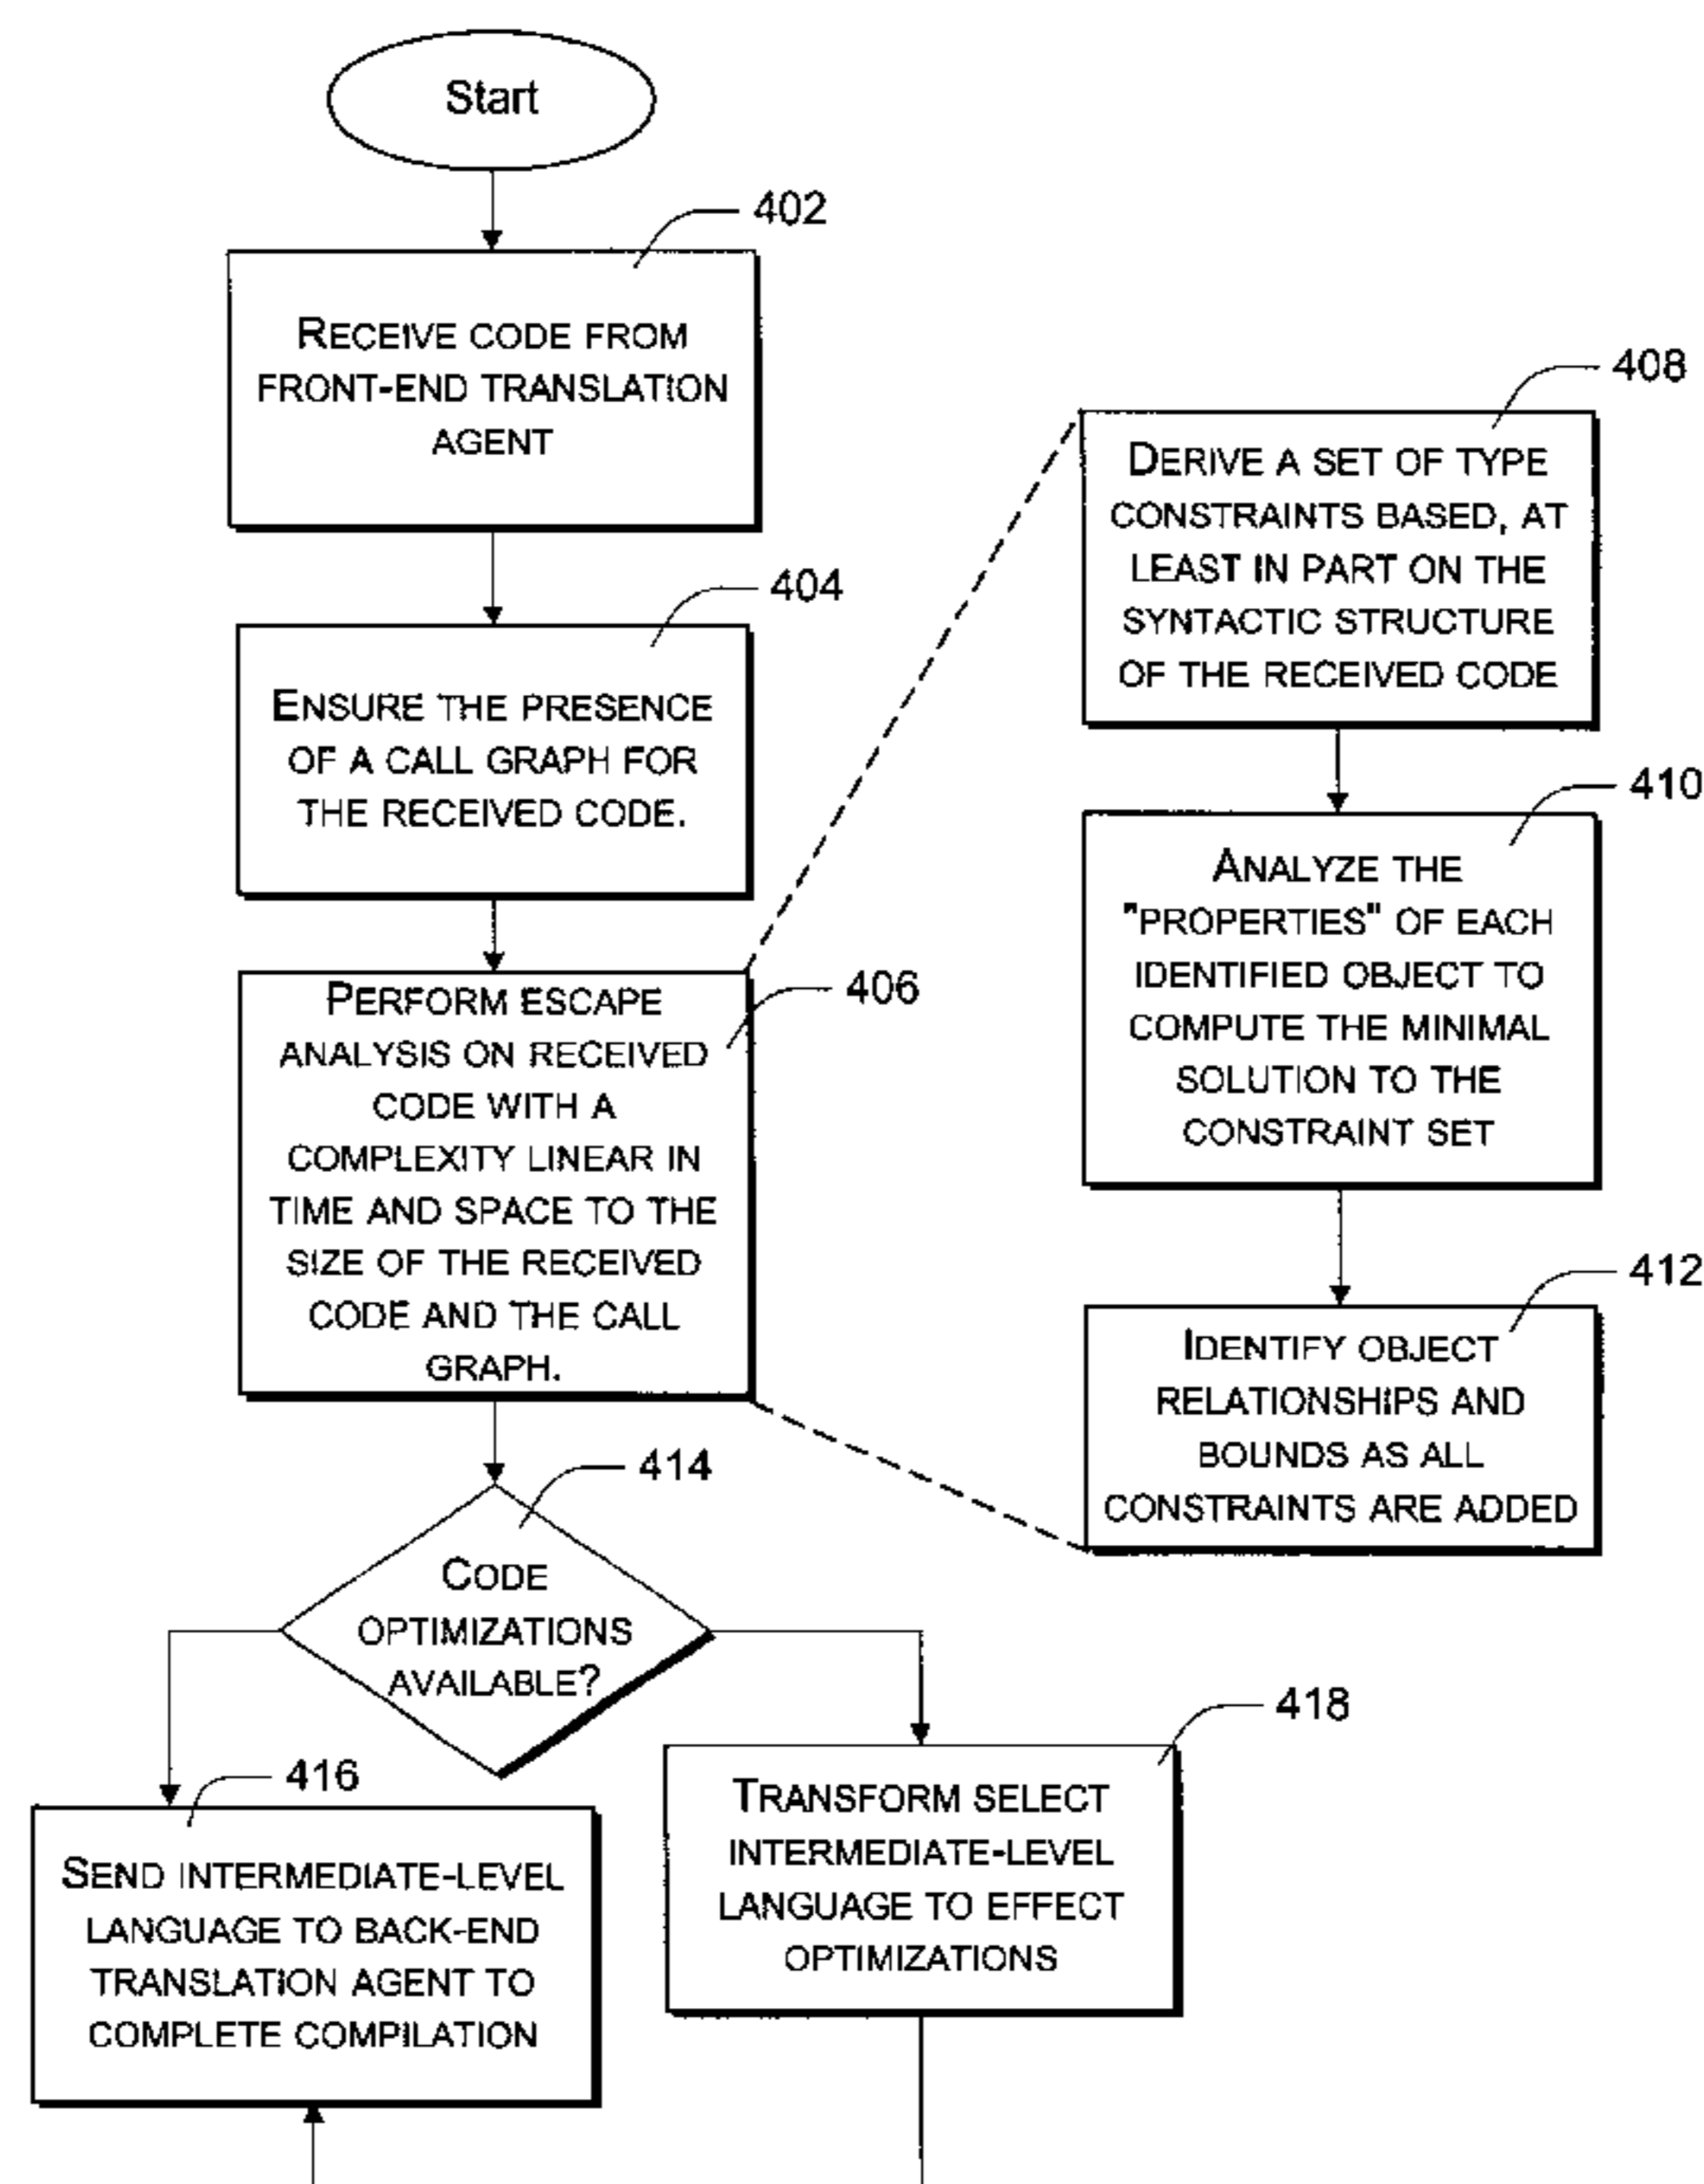 Start
402
RECEIVE CODE FROM
FRONT-END TRANSLATION
AGENT
404
ENSURE THE PRESENCE
OF A CALL GRAPH FOR
THE RECEIVED CODE.
406
PERFORM ESCAPE
ANALYSIS ON RECEIVED
CODE WITH A
COMPLEXITY LINEAR IN
TIME AND SPACE TO THE
SIZE OF THE RECEIVED
CODE AND THE CALL
GRAPH.
408
DERIVE A SET OF TYPE
CONSTRAINTS BASED, AT
LEAST IN PART ON THE
SYNTACTIC STRUCTURE
OF THE RECEIVED CODE
410
ANALYZE THE
"PROPERTIES" OF EACH
IDENTIFIED OBJECT TO
COMPUTE THE MINIMAL
SOLUTION TO THE
CONSTRAINT SET
412
IDENTIFY OBJECT
RELATIONSHIPS AND
BOUNDS AS ALL
CONSTRAINTS ARE ADDED
414
CODE
OPTIMIZATIONS
AVAILABLE?
416
SEND INTERMEDIATE-LEVEL
LANGUAGE TO BACK-END
TRANSLATION AGENT TO
COMPLETE COMPILATION
418
TRANSFORM SELECT
INTERMEDIATE-LEVEL
LANGUAGE TO EFFECT
OPTIMIZATIONS